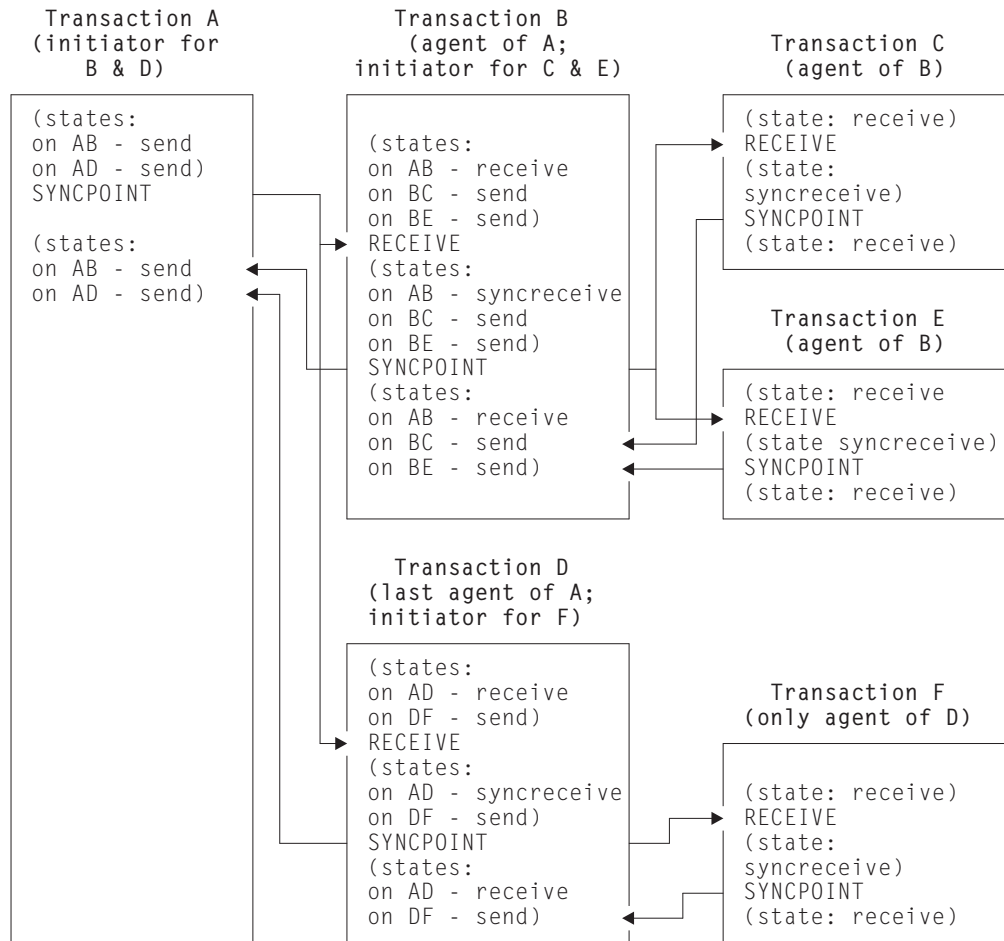 Transaction A
(initiator for
B & D)
(states:
on AB - send
on AD - send)
SYNCPOINT
(states:
on AB - send
on AD - send)
Transaction B
(agent of A;
initiator for C & E)
(states:
on AB - receive
on BC - send
on BE - send)
RECEIVE
(states:
on AB - syncreceive
on BC - send
on BE - send)
SYNCPOINT
(states:
on AB - receive
on BC - send
on BE - send)
Transaction C
(agent of B)
(state: receive)
RECEIVE
(state:
syncreceive)
SYNCPOINT
(state: receive)
Transaction E
(agent of B)
(state: receive
RECEIVE
(state syncreceive)
SYNCPOINT
(state: receive)
Transaction D
(last agent of A;
initiator for F)
(states:
on AD - receive
on DF - send)
RECEIVE
(states:
on AD - syncreceive
on DF - send)
SYNCPOINT
(states:
on AD - receive
on DF - send)
Transaction F
(only agent of D)
(state: receive)
RECEIVE
(state:
syncreceive)
SYNCPOINT
(state: receive)